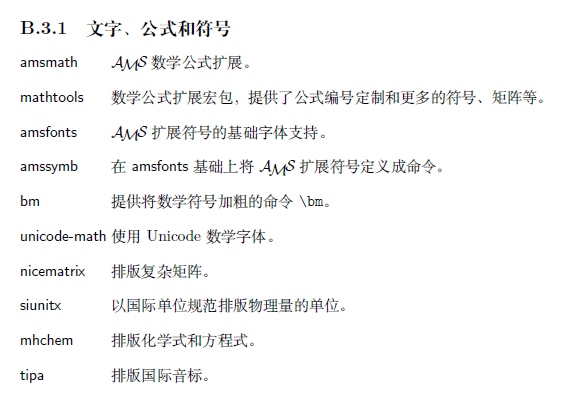 B.3.1 文字、公式和符号
amsmath AMS 数学公式扩展。
mathtools 数学公式扩展宏包，提供了公式编号定制和更多的符号、矩阵等。
amsfonts AMS 扩展符号的基础字体支持。
amssymb 在 amsfonts 基础上将 AMS 扩展符号定义成命令。
bm 提供将数学符号加粗的命令 \bm。
unicode-math 使用 Unicode 数学字体。
nicematrix 排版复杂矩阵。
siunitx 以国际单位规范排版物理量的单位。
mhchem 排版化学式和方程式。
tipa 排版国际音标。